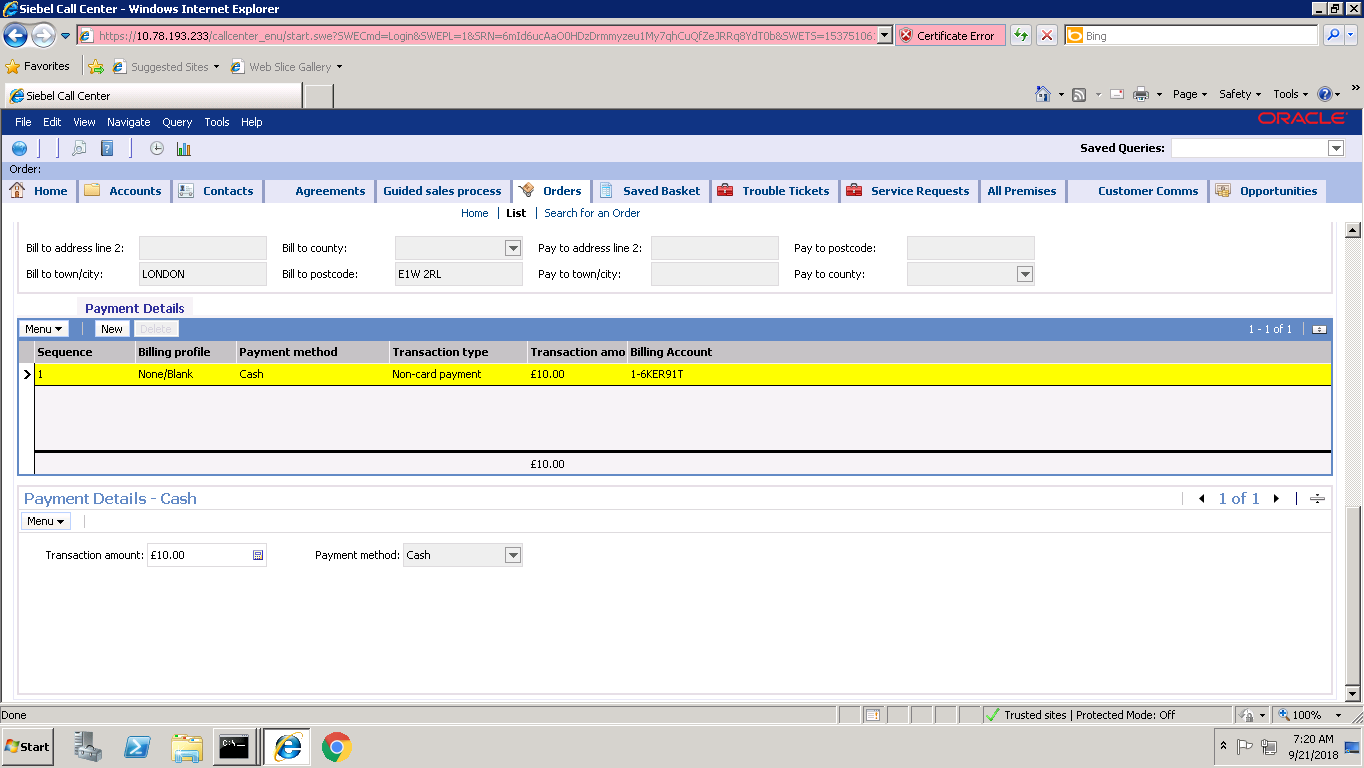 Siebel Call Center - Windows Internet Explorer
https://10.78.193.233/callcenter_enu/start.swe?SWECmd=Login&SWEPL=1&SRN=6mId6ucAaO0HDzDrmmyzeu1My7qhCuQfZeJRRq8YdT0b&SWETS=15375106 Certificate Error Bing
Favorites Suggested Sites Web Slice Gallery
Siebel Call Center Page Safety Tools
File Edit View Navigate Query Tools Help ORACLE
Saved Queries:
Order:
Home Accounts Contacts Agreements Guided sales process Orders Saved Basket Trouble Tickets Service Requests All Premises Customer Comms Opportunities
Home List Search for an Order
Bill to address line 2: Bill to county: Pay to address line 2: Pay to postcode:
Bill to town/city: LONDON Bill to postcode: E1W 2RL Pay to town/city: Pay to county:
Payment Details
Menu New Delete 1 - 1 of 1
Sequence Billing profile Payment method Transaction type Transaction amo Billing Account
1 None/Blank Cash Non-card payment £10.00 1-6KER91T
£10.00
Payment Details - Cash 1 of 1
Menu
Transaction amount: £10.00 Payment method: Cash
Done Trusted sites | Protected Mode: Off 100%
Start C:\. 7:20 AM
9/21/2018